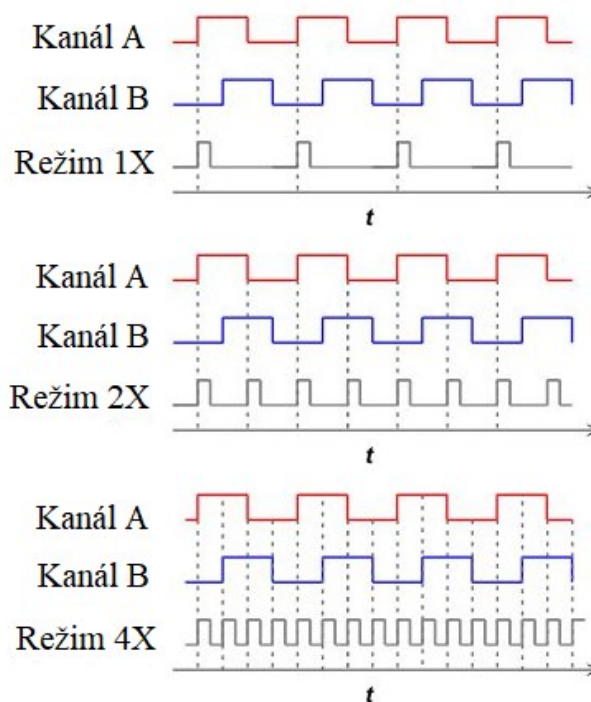 Kanál A
Kanál B
Režim 1X
t
Kanál A
Kanál B
Režim 2X
t
Kanál A
Kanál B
Režim 4X
t